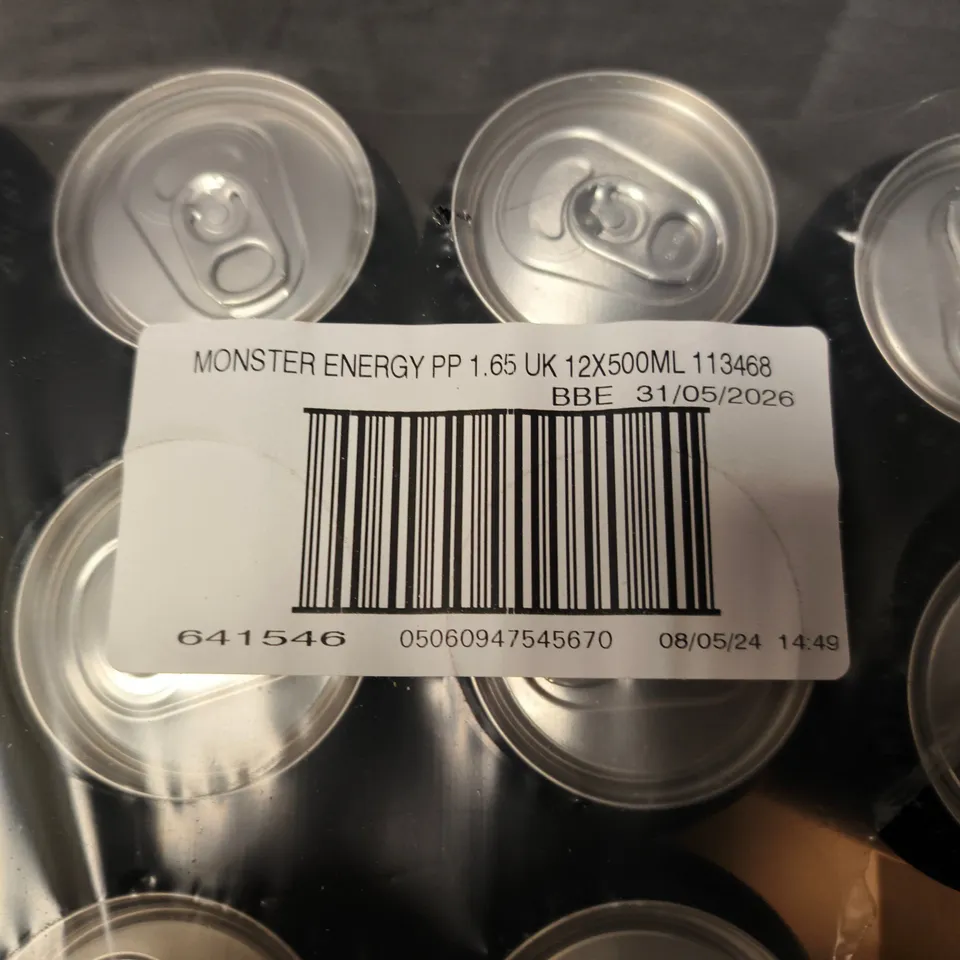 MONSTER ENERGY PP 1.65 UK 12X500ML 113468
BBE 31/05/2026
641546 05060947545670 08/05/24 14:49